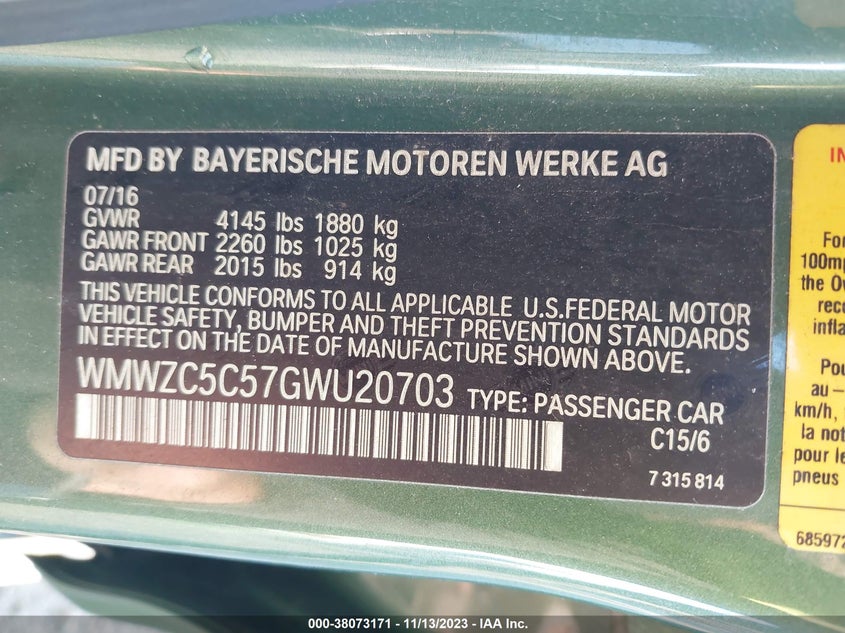 MFD BY BAYERISCHE MOTOREN WERKE AG
07/16
GVWR 4145 lbs 1880 kg
GAWR FRONT 2260 lbs 1025 kg
GAWR REAR 2015 lbs 914 kg
THIS VEHICLE CONFORMS TO ALL APPLICABLE U.S.FEDERAL MOTOR
VEHICLE SAFETY, BUMPER AND THEFT PREVENTION STANDARDS
IN EFFECT ON THE DATE OF MANUFACTURE SHOWN ABOVE.
WMWZC5C57GWU20703 TYPE: PASSENGER CAR
C15/6
7 315 814
IN
For
100mp
the Ow
reco
infla
Pou
au –
km/h,
la not
pour le
pneus
685972
000-38073171 - 11/13/2023 - IAA Inc.